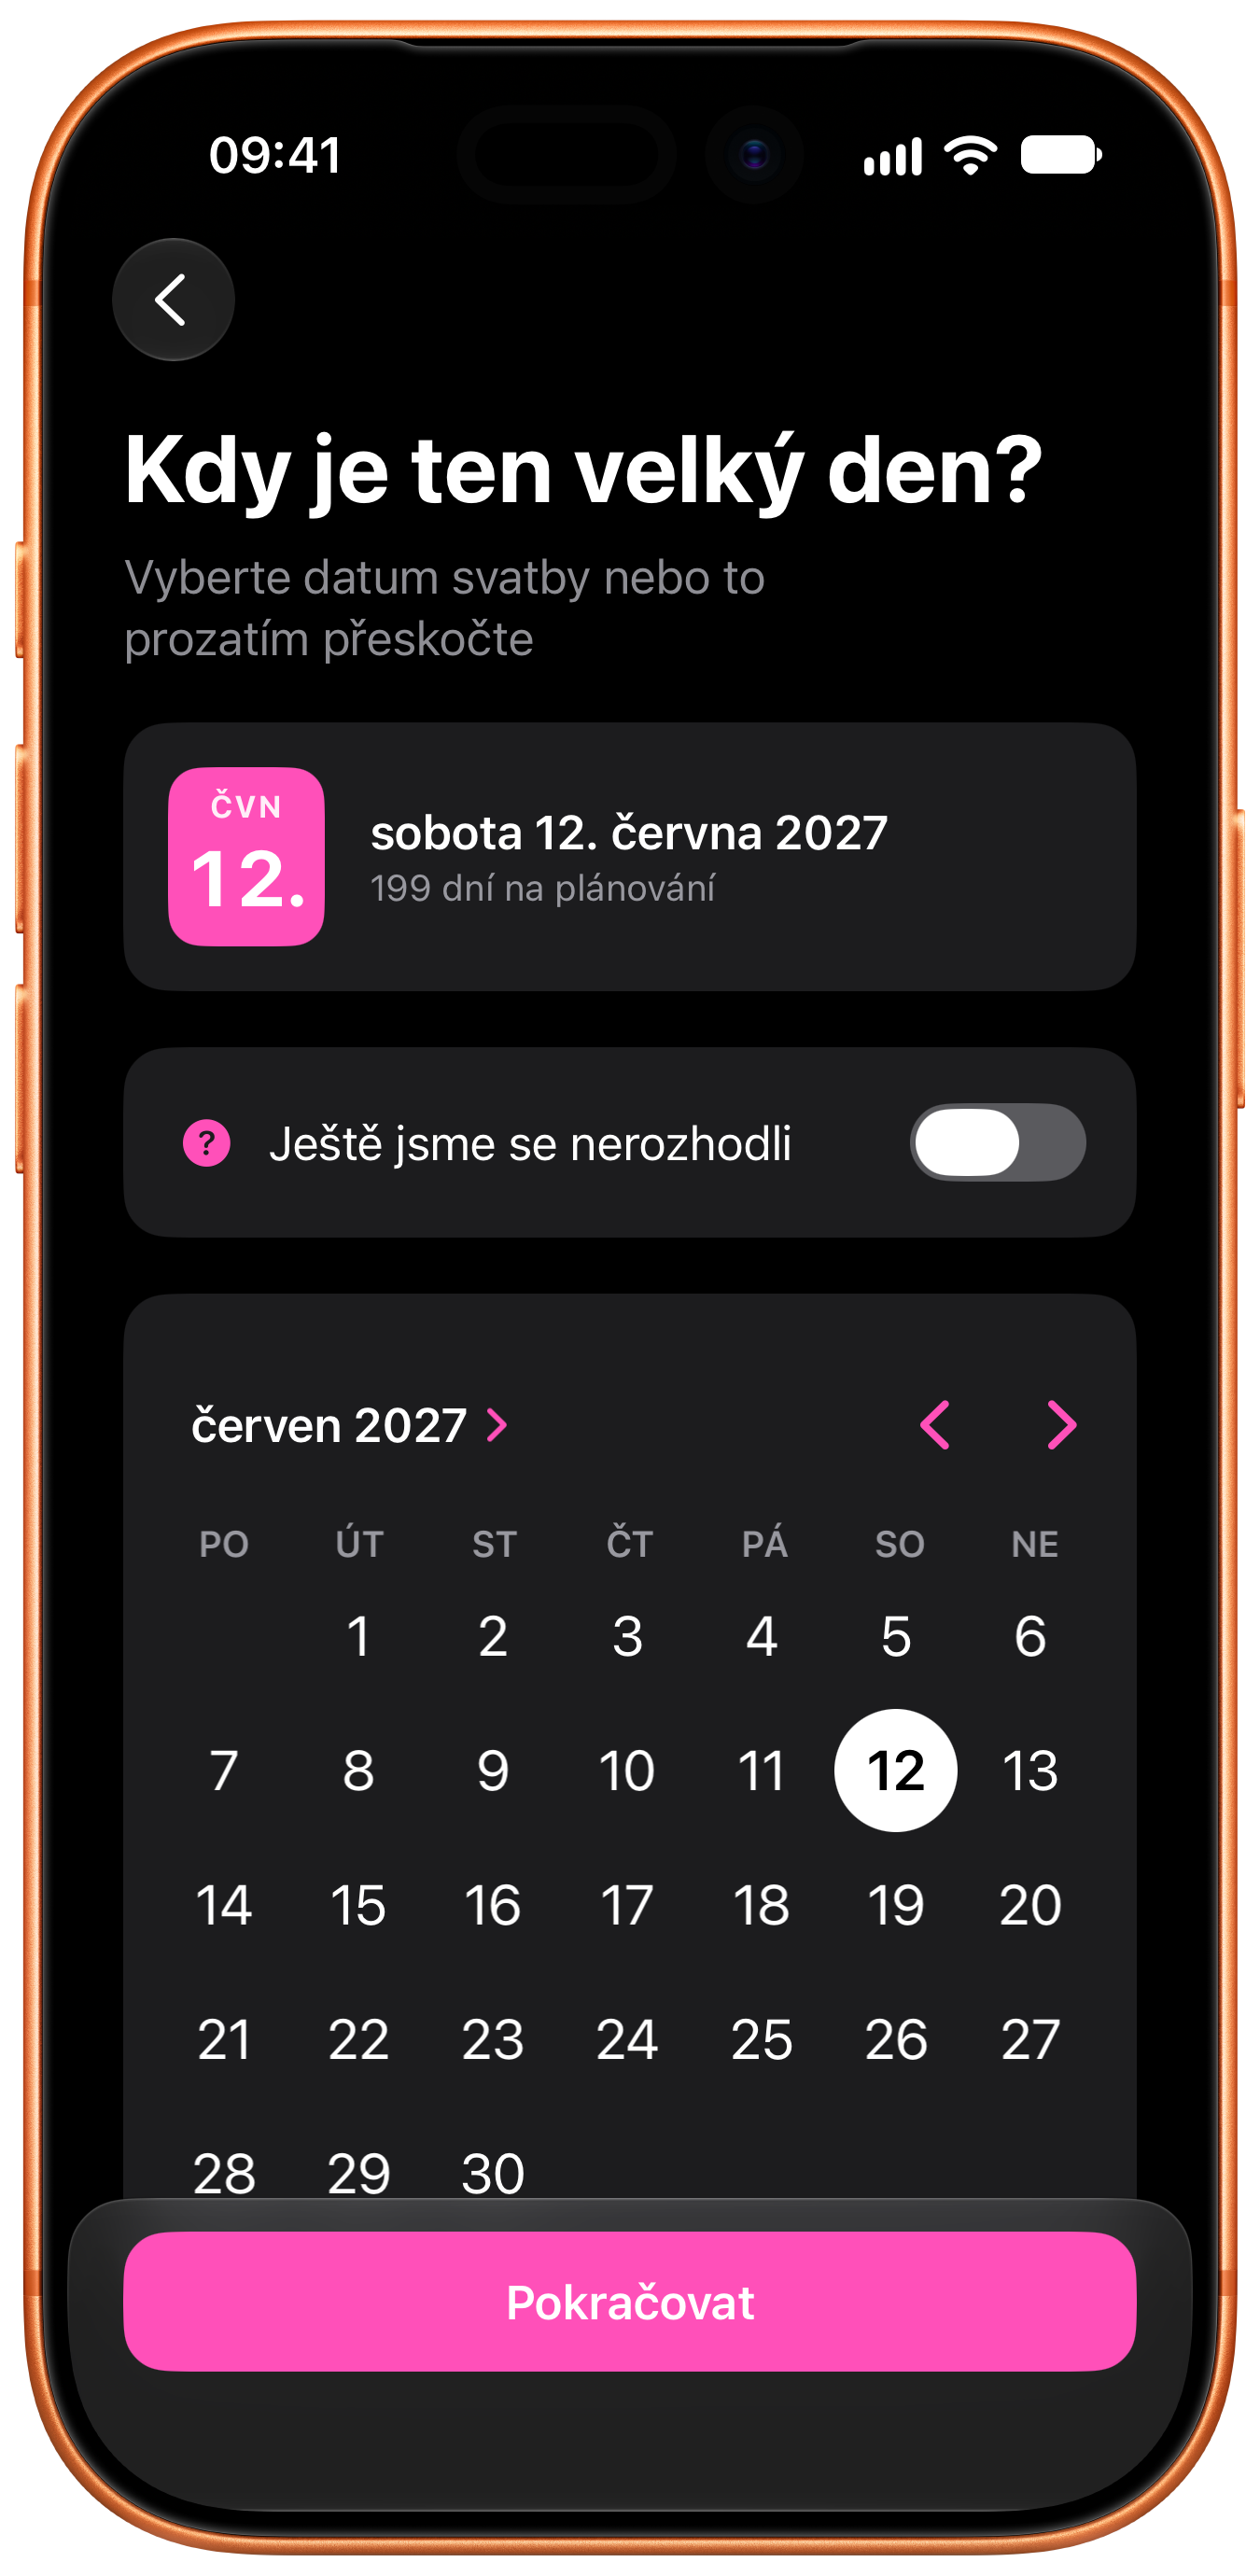 09:41
Kdy je ten velký den?
Vyberte datum svatby nebo to
prozatím přeskočte
ČVN
12.
sobota 12. června 2027
199 dní na plánování
? Ještě jsme se nerozhodli
červen 2027
PO ÚT ST ČT PÁ SO NE
1 2 3 4 5 6
7 8 9 10 11 12 13
14 15 16 17 18 19 20
21 22 23 24 25 26 27
28 29 30
Pokračovat